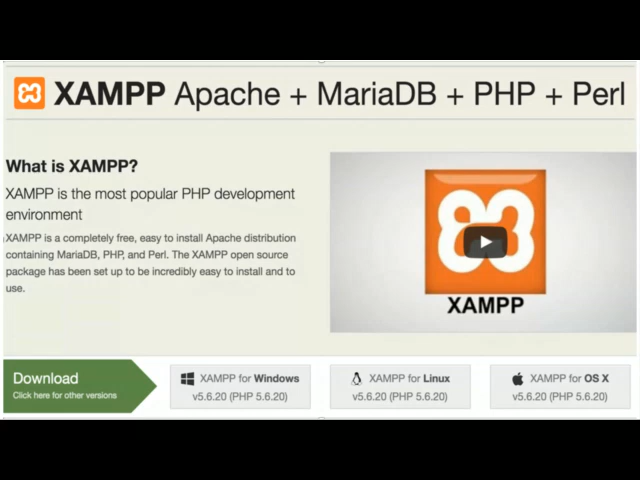 XAMPP Apache + MariaDB + PHP + Perl
What is XAMPP?
XAMPP is the most popular PHP development
environment
XAMPP is a completely free, easy to install Apache distribution
containing MariaDB, PHP, and Perl. The XAMPP open source
package has been set up to be incredibly easy to install and to
use.
XAMPP
Download
Click here for other versions
XAMPP for Windows
v5.6.20 (PHP 5.6.20)
XAMPP for Linux
v5.6.20 (PHP 5.6.20)
XAMPP for OS X
v5.6.20 (PHP 5.6.20)